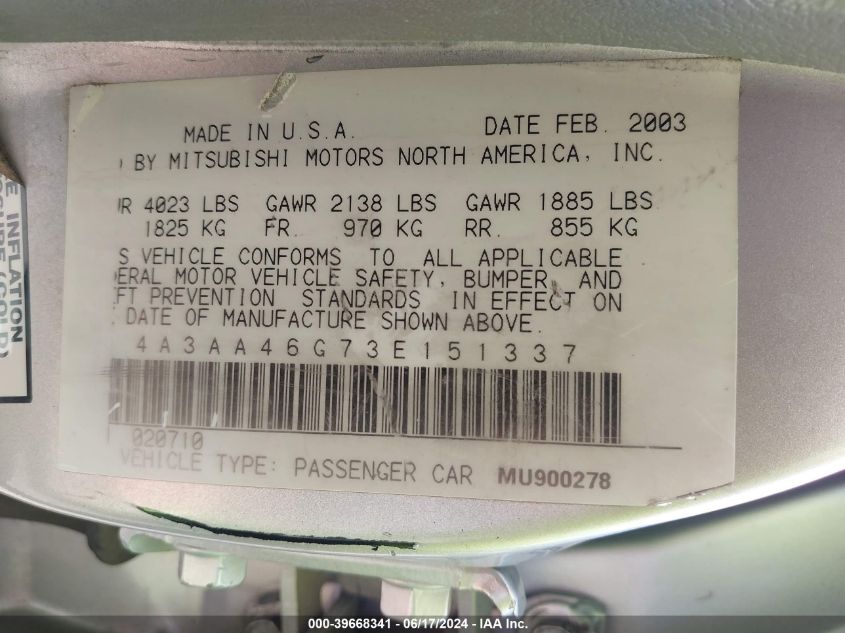 MADE IN U.S.A. DATE FEB. 2003
BY MITSUBISHI MOTORS NORTH AMERICA, INC.
4023 LBS GAWR 2138 LBS GAWR 1885 LBS
1825 KG FR. 970 KG RR. 855 KG
S VEHICLE CONFORMS TO ALL APPLICABLE
ERAL MOTOR VEHICLE SAFETY, BUMPER, AND
FT PREVENTION STANDARDS IN EFFECT ON
DATE OF MANUFACTURE SHOWN ABOVE.
4A3AA46G73E151337
020710
VEHICLE TYPE: PASSENGER CAR MU900278
E INFLATION
(COLD)
000-39668341 - 06/17/2024 - IAA Inc.